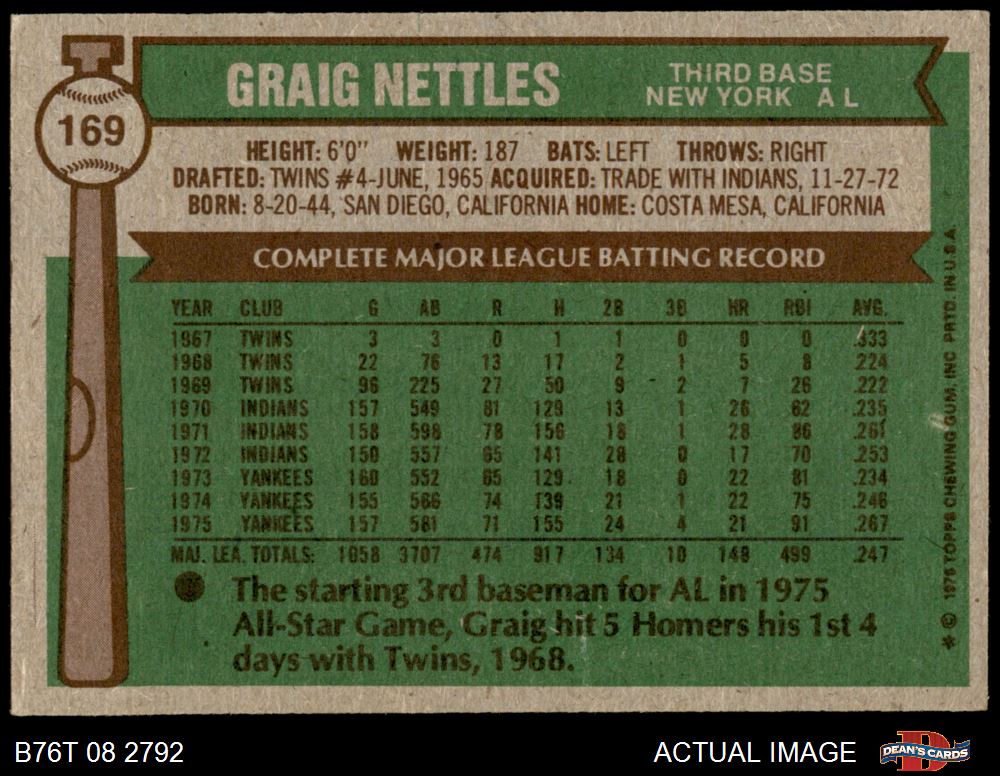 169
GRAIG NETTLES
THIRD BASE
NEW YORK A L
HEIGHT: 6'0" WEIGHT: 187 BATS: LEFT THROWS: RIGHT
DRAFTED: TWINS #4-JUNE, 1965 ACQUIRED: TRADE WITH INDIANS, 11-27-72
BORN: 8-20-44, SAN DIEGO, CALIFORNIA HOME: COSTA MESA, CALIFORNIA
COMPLETE MAJOR LEAGUE BATTING RECORD
YEAR CLUB G AB R H 2B 3B HR RBI AVG.
1967 TWINS 3 3 0 1 1 0 0 0 .333
1968 TWINS 22 76 13 17 2 1 5 8 .224
1969 TWINS 96 225 27 50 9 2 7 26 .222
1970 INDIANS 157 549 81 129 13 1 26 62 .235
1971 INDIANS 158 598 78 156 18 1 28 86 .261
1972 INDIANS 150 557 65 141 28 0 17 70 .253
1973 YANKEES 160 552 65 129 18 0 22 81 .234
1974 YANKEES 155 566 74 139 21 1 22 75 .246
1975 YANKEES 157 581 71 155 24 4 21 91 .267
MAJ. LEA. TOTALS: 1058 3707 474 917 134 10 148 499 .247
The starting 3rd baseman for AL in 1975
All-Star Game, Graig hit 5 Homers his 1st 4
days with Twins, 1968.
* © 1976 TOPPS CHEWING GUM, INC PRTD. IN U.S.A.
B76T 08 2792
ACTUAL IMAGE
DEAN'S CARDS